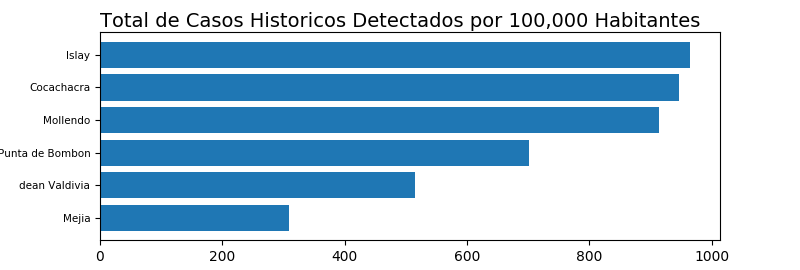 Total de Casos Historicos Detectados por 100,000 Habitantes
Islay
Cocachacra
Mollendo
Punta de Bombon
dean Valdivia
Mejia
0 200 400 600 800 1000